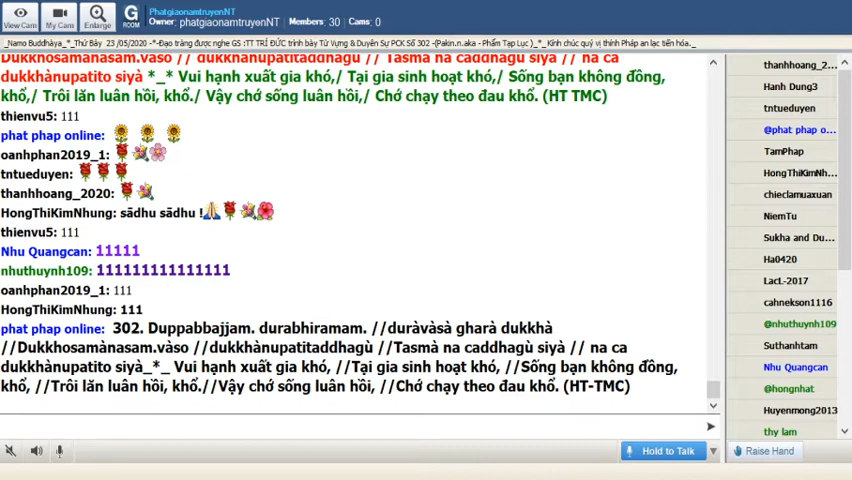 PhatgiaonamtruyenNT
Owner: phatgiaonamtruyenNT Members: 30 Cams: 0
View Cam My Cam Enlarge G ROOM
_Namo Buddhàya_*_Thứ Bảy 23 /05/2020 -*-Đạo tràng được nghe GS :TT TRÍ ĐỨC trình bày Từ Vựng & Duyên Sự PCK Số 302 -(Pakin.n.aka - Phẩm Tạp Lục )_*_ Kính chúc quý vị thính Pháp an lạc tiến hóa._
Dukkhosamànasam.vàso // dukkhànupatitaddhagù // Tasmà na caddhagù siyà // na ca
dukkhànupatito siyà *_* Vui hạnh xuất gia khó,/ Tại gia sinh hoạt khó,/ Sống bạn không đồng,
khổ,/ Trôi lăn luân hồi, khổ./ Vậy chớ sống luân hồi,/ Chớ chạy theo đau khổ. (HT TMC)
thienvu5: 111
phat phap online:
oanhphan2019_1:
tntueduyen:
thanhhoang_2020:
HongThiKimNhung: sādhu sādhu !
thienvu5: 111
Nhu Quangcan: 11111
nhuthuynh109: 111111111111111
oanhphan2019_1: 111
HongThiKimNhung: 111
phat phap online: 302. Duppabbajjam. durabhiramam. //duràvàsà gharà dukkhà
//Dukkhosamànasam.vàso //dukkhànupatitaddhagù //Tasmà na caddhagù siyà // na ca
dukkhànupatito siyà_*_ Vui hạnh xuất gia khó, //Tại gia sinh hoạt khó, //Sống bạn không đồng,
khổ, //Trôi lăn luân hồi, khổ.//Vậy chớ sống luân hồi, //Chớ chạy theo đau khổ. (HT-TMC)
thanhhoang_2...
Hanh Dung3
tntueduyen
@phat phap o...
TamPhap
HongThiKimN...
chieclamuaxuan
NiemTu
Sukha and Du...
Ha0420
LacL-2017
cahnekson1116
@nhuthuynh109
Suthanhtam
Nhu Quangcan
@hongnhat
Huyenmong2013
thy lam
Hold to Talk
Raise Hand